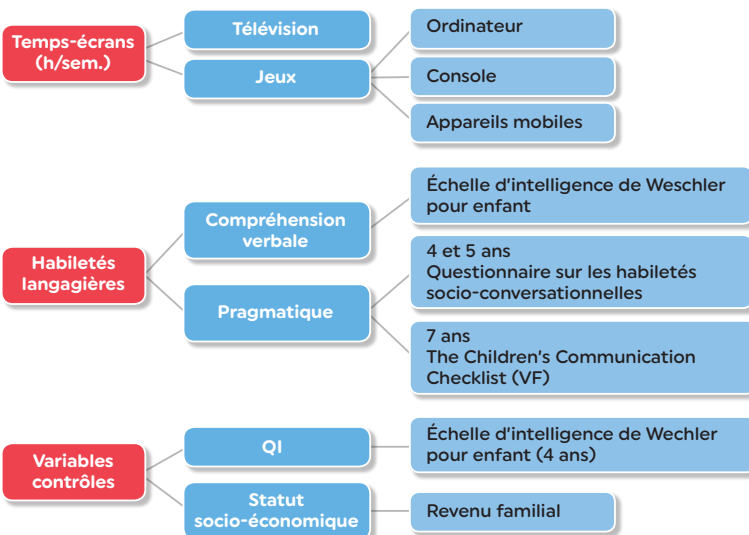 Temps-écrans
(h/sem.)
Télévision
Jeux
Ordinateur
Console
Appareils mobiles
Habiletés
langagières
Compréhension
verbale
Échelle d'intelligence de Weschler
pour enfant
Pragmatique
4 et 5 ans
Questionnaire sur les habiletés
socio-conversationnelles
7 ans
The Children's Communication
Checklist (VF)
Variables
contrôles
QI
Échelle d'intelligence de Wechler
pour enfant (4 ans)
Statut
socio-économique
Revenu familial